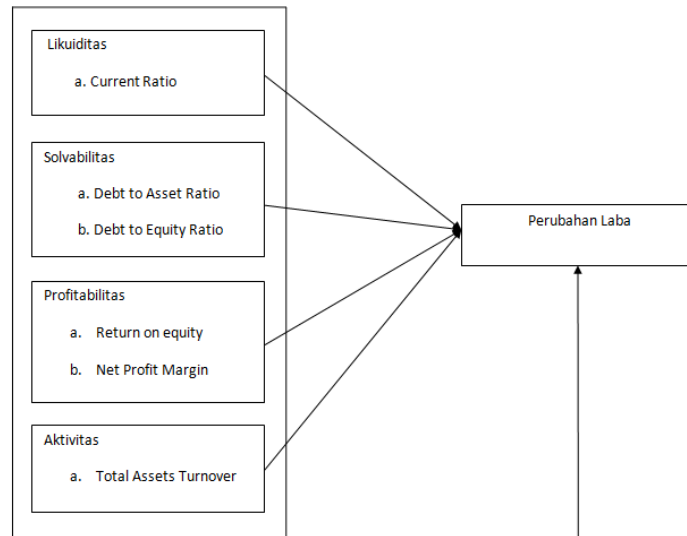 Likuiditas
a. Current Ratio
Solvabilitas
a. Debt to Asset Ratio
b. Debt to Equity Ratio
Profitabilitas
a. Return on equity
b. Net Profit Margin
Aktivitas
a. Total Assets Turnover
Perubahan Laba